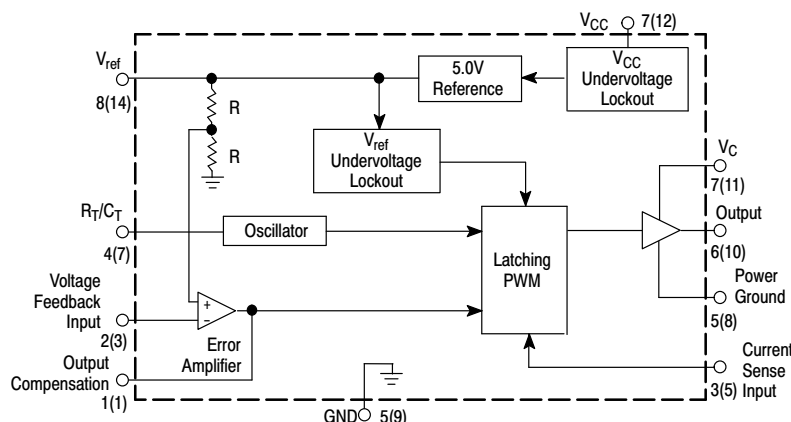 VCC 7(12)
Vref
8(14)
R
R
5.0V
Reference
VCC
Undervoltage
Lockout
Vref
Undervoltage
Lockout
VC
7(11)
RT/CT
4(7)
Oscillator
Latching
PWM
Output
6(10)
Voltage
Feedback
Input
2(3)
+
−
Error
Amplifier
Power
Ground
5(8)
Output
Compensation
1(1)
Current
Sense
Input
3(5)
GND 5(9)